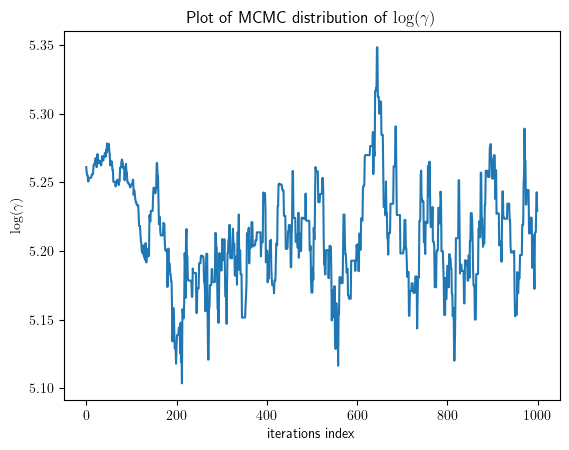 Plot of MCMC distribution of log(γ)
5.35
5.30
5.25
5.20
5.15
5.10
log(γ)
0 200 400 600 800 1000
iterations index